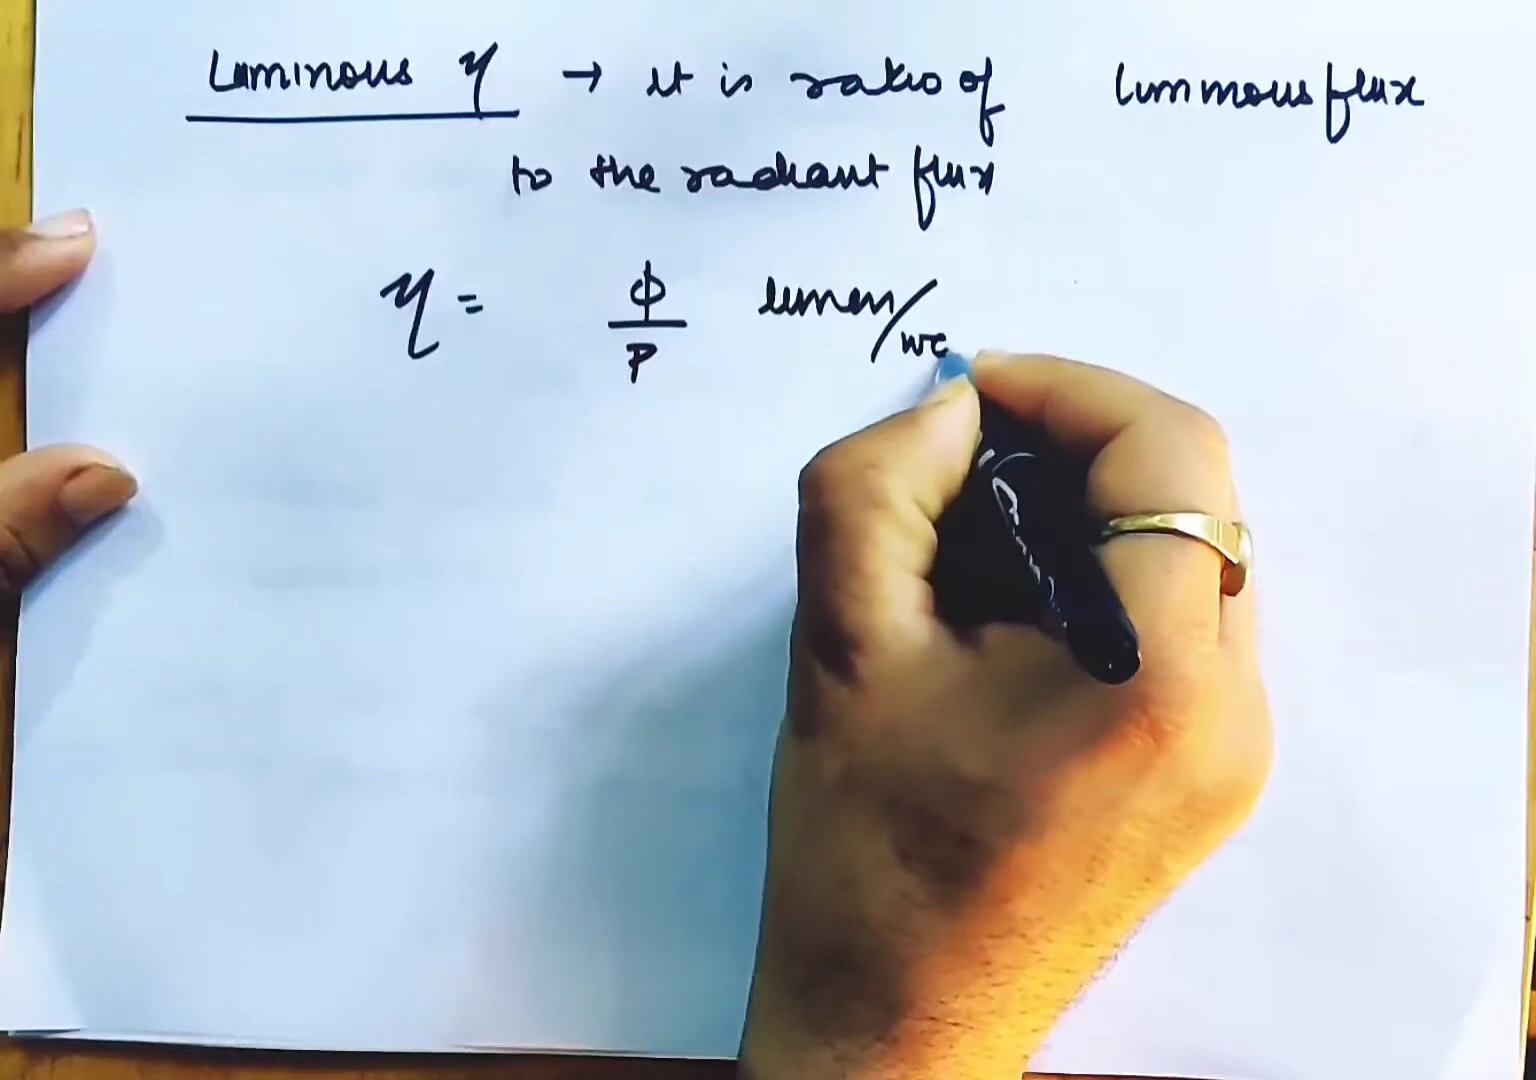 Luminous η → it is ratio of luminous flux
to the radiant flux
η = ϕ/P lumen/wa